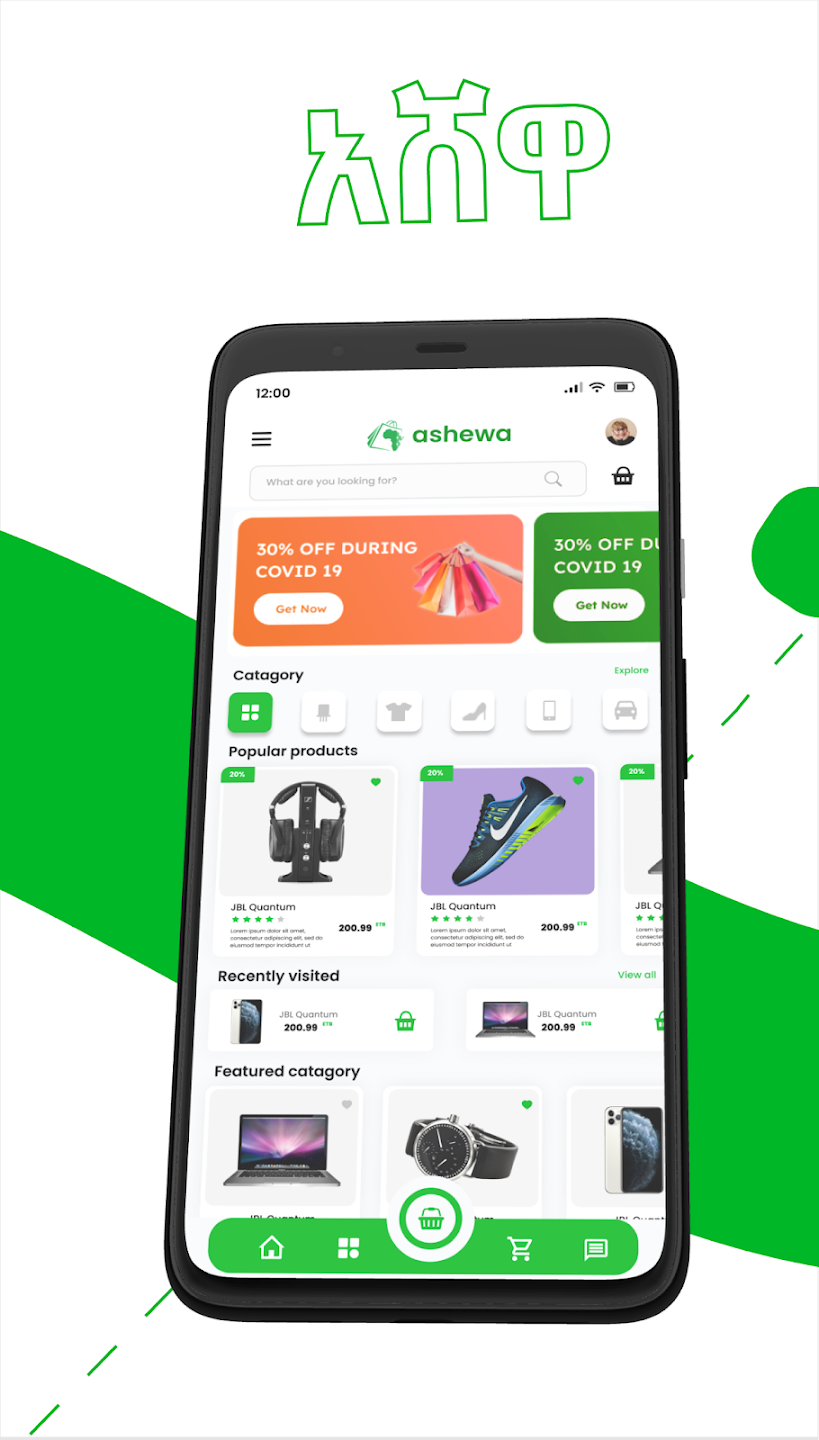 አሸዋ
12:00
ashewa
What are you looking for?
30% OFF DURING
COVID 19
Get Now
30% OFF DU
COVID 19
Get Now
Catagory
Explore
Popular products
20%
JBL Quantum
Lorem ipsum dolor sit amet,
consectetur adipiscing elit, sed do
eiusmod tempor incididunt ut
200.99 ETB
20%
JBL Quantum
Lorem ipsum dolor sit amet,
consectetur adipiscing elit, sed do
eiusmod tempor incididunt ut
200.99 ETB
20%
JBL Qu
Recently visited
View all
JBL Quantum
200.99 ETB
JBL Quantum
200.99 ETB
Featured catagory
JBL Quantum